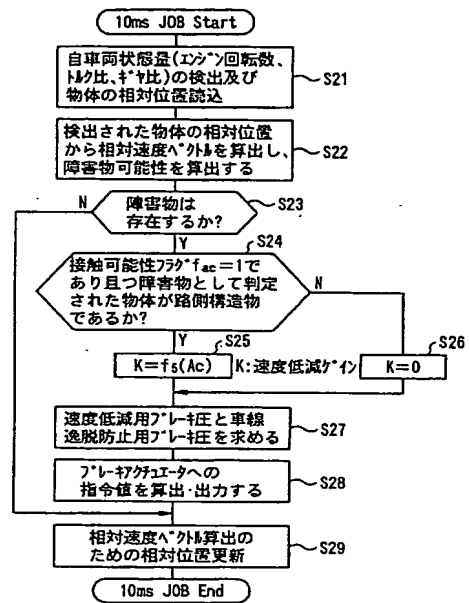 10ms JOB Start
自車両状態量(ｴﾝｼﾞﾝ回転数、
ﾄﾙｸ比､ｷﾞﾔ比)の検出及び
物体の相対位置読込
S21
検出された物体の相対位置
から相対速度ﾍﾞｸﾄﾙを算出し、
障害物可能性を算出する
S22
N
障害物は
存在するか?
S23
Y
S24
接触可能性ﾌﾗｸﾞfac=1で
あり且つ障害物として判定
された物体が路側構造物
であるか?
N
Y
S25
S26
K=f5(Ac)
K:速度低減ｹﾞｲﾝ
K=0
速度低減用ﾌﾞﾚｰｷ圧と車線
逸脱防止用ﾌﾞﾚｰｷ圧を求める
S27
ﾌﾞﾚｰｷｱｸﾁｭｴｰﾀへの
指令値を算出･出力する
S28
相対速度ﾍﾞｸﾄﾙ算出の
ための相対位置更新
S29
10ms JOB End